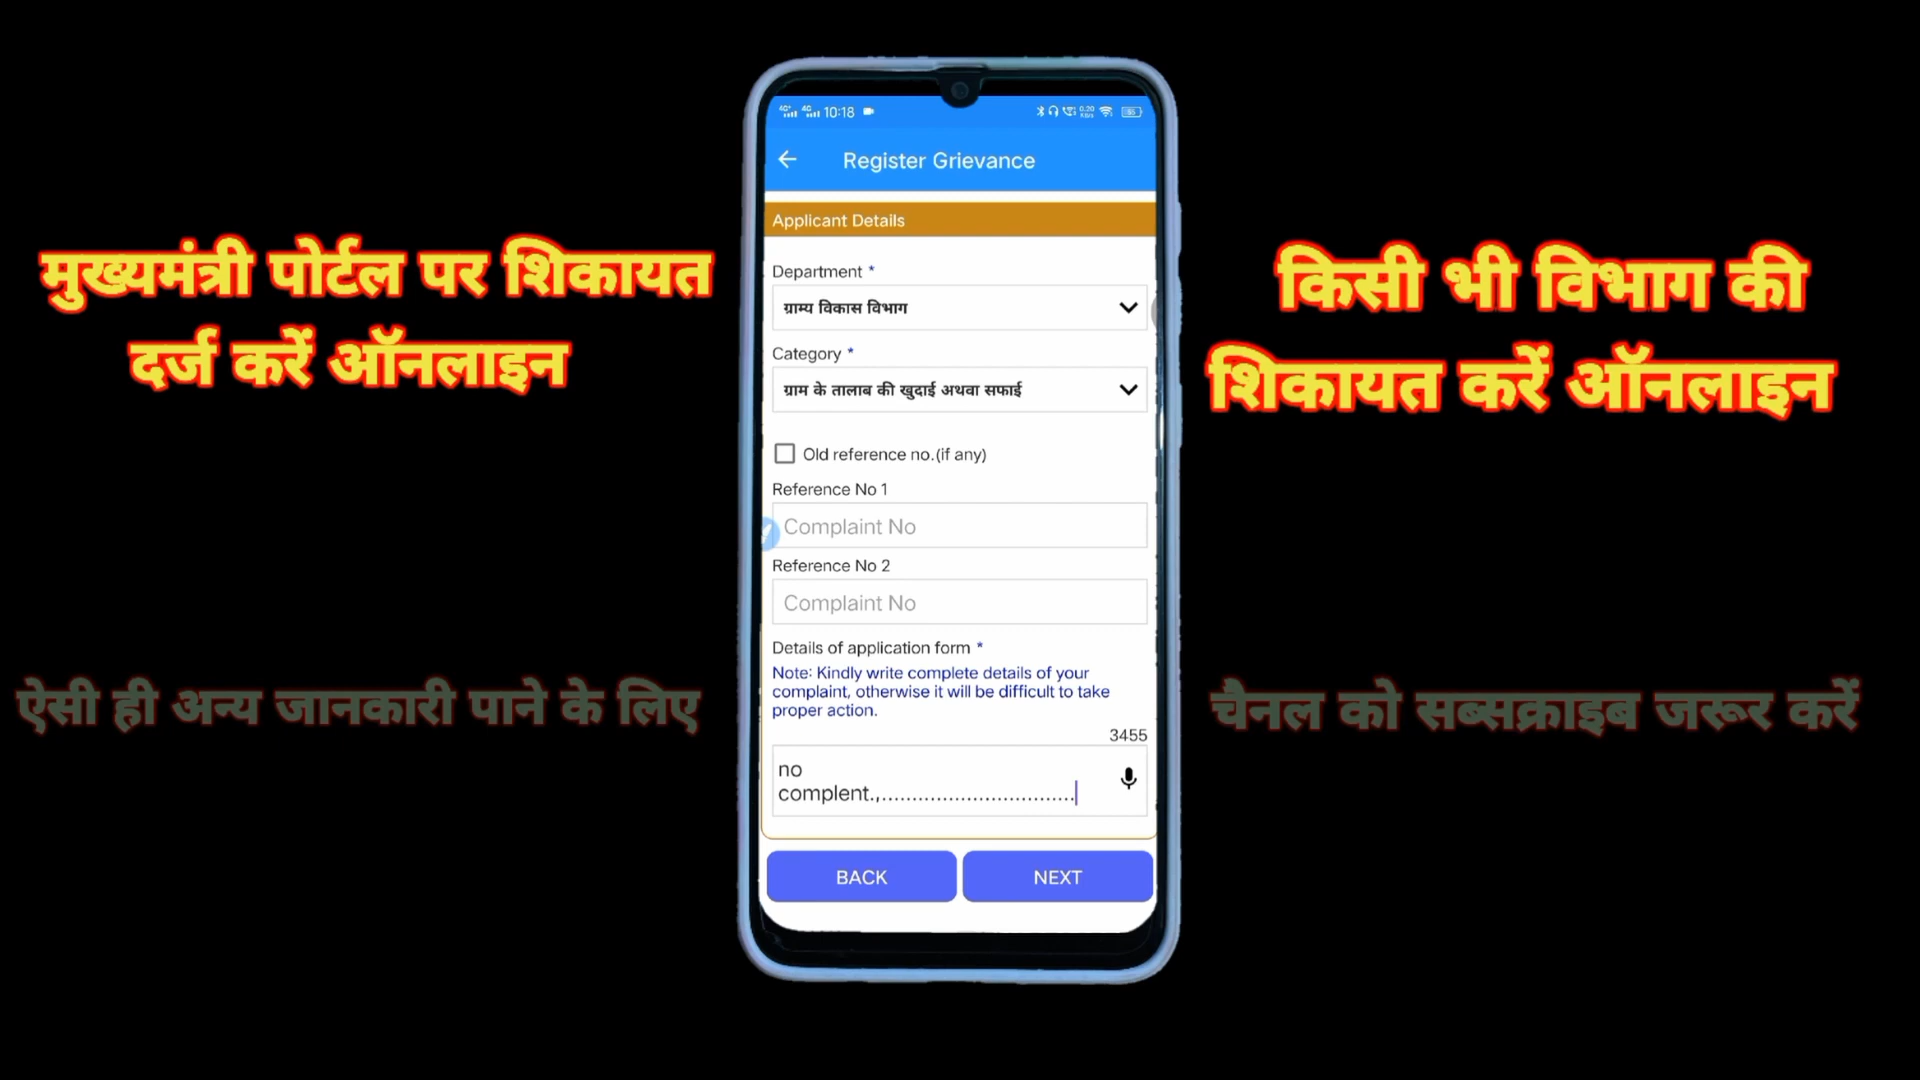 मुख्यमंत्री पोर्टल पर शिकायत
दर्ज करें ऑनलाइन
ऐसी ही अन्य जानकारी पाने के लिए
10:18
Register Grievance
Applicant Details
Department *
ग्राम्य विकास विभाग
Category *
ग्राम के तालाब की खुदाई अथवा सफाई
Old reference no.(if any)
Reference No 1
Complaint No
Reference No 2
Complaint No
Details of application form *
Note: Kindly write complete details of your
complaint, otherwise it will be difficult to take
proper action.
3455
no
complent.,................................
BACK
NEXT
किसी भी विभाग की
शिकायत करें ऑनलाइन
चैनल को सब्सक्राइब जरूर करें